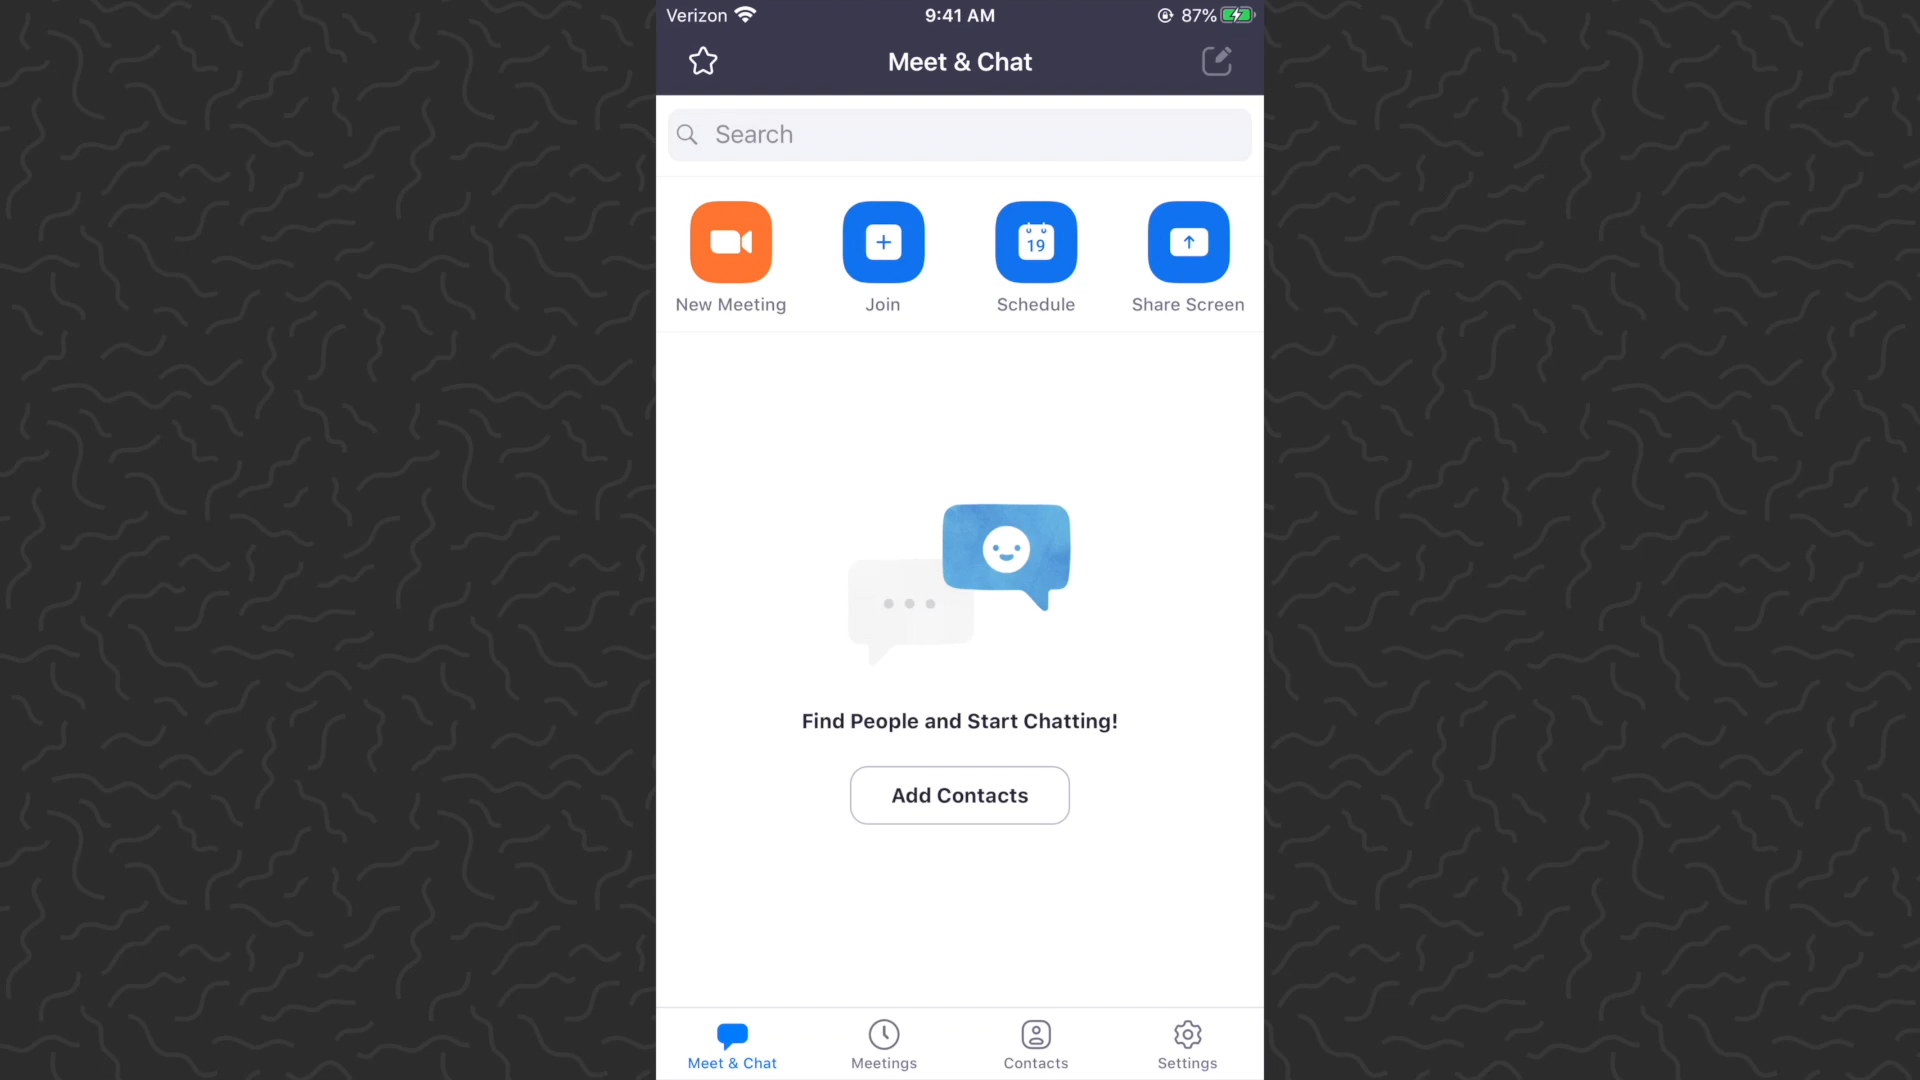 Verizon 9:41 AM 87%
Meet & Chat
Search
19
New Meeting Join Schedule Share Screen
Find People and Start Chatting!
Add Contacts
Meet & Chat Meetings Contacts Settings